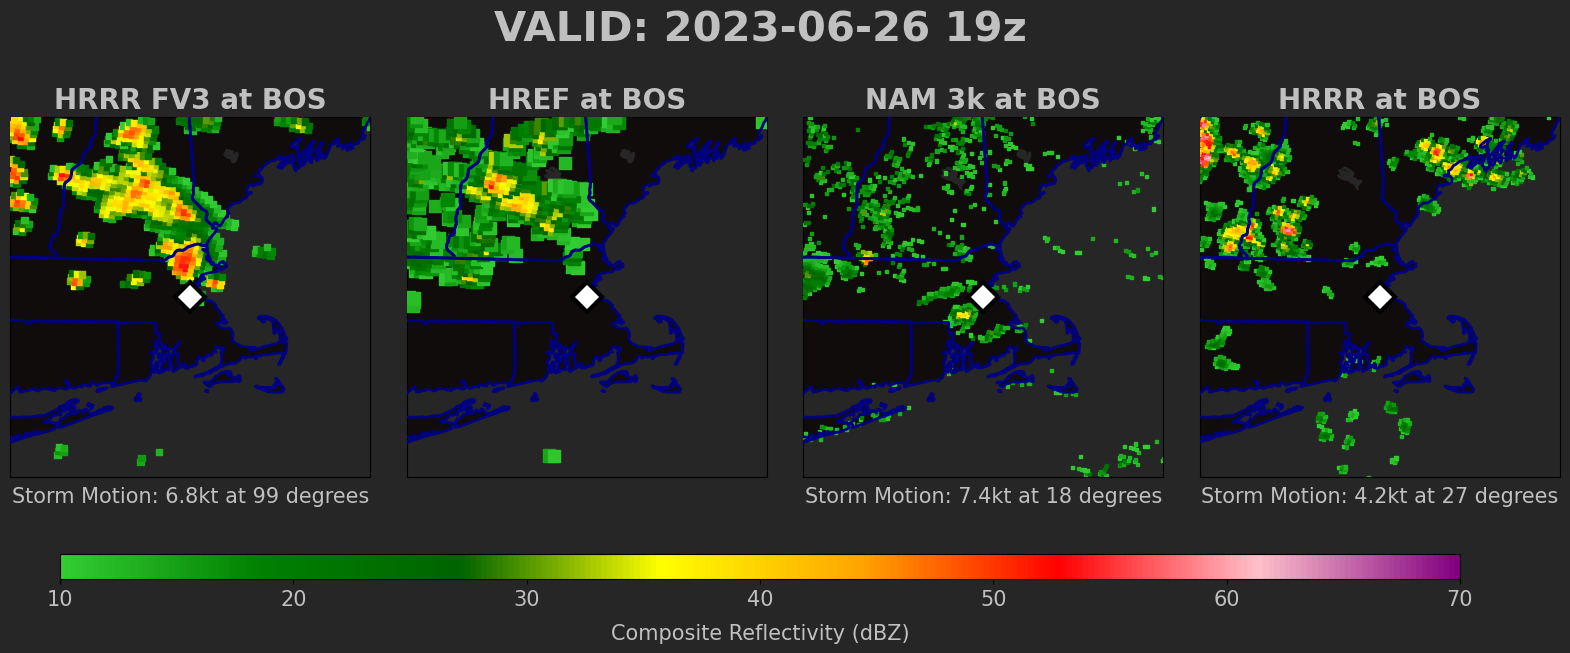 VALID: 2023-06-26 19z
HRRR FV3 at BOS
HREF at BOS
NAM 3k at BOS
HRRR at BOS
Storm Motion: 6.8kt at 99 degrees
Storm Motion: 7.4kt at 18 degrees
Storm Motion: 4.2kt at 27 degrees
10 20 30 40 50 60 70
Composite Reflectivity (dBZ)